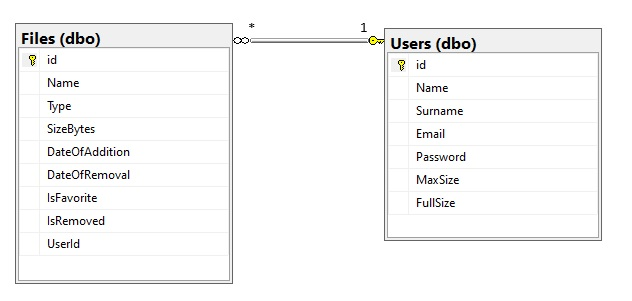 Files (dbo)
id
Name
Type
SizeBytes
DateOfAddition
DateOfRemoval
IsFavorite
IsRemoved
UserId
* 1
Users (dbo)
id
Name
Surname
Email
Password
MaxSize
FullSize